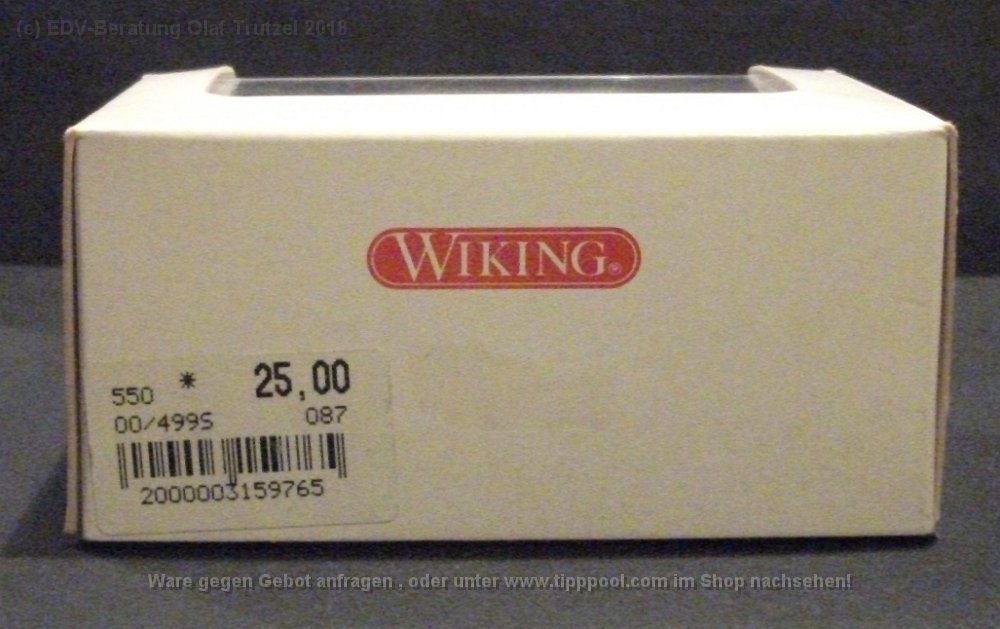 (c) EDV-Beratung Olaf Trutzel 2018
WIKING®
550 * 25,00
00/499S 087
2000003159765
Ware gegen Gebot anfragen , oder unter www.tipppool.com im Shop nachsehen!